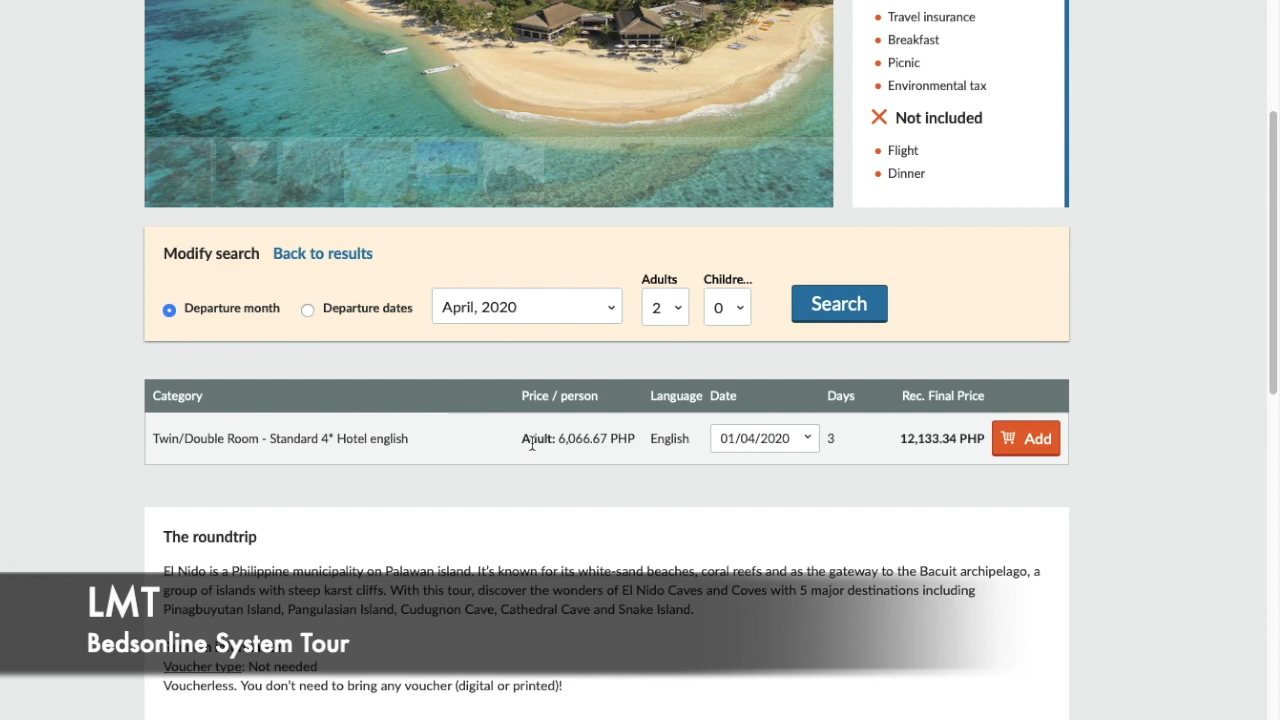 Travel insurance
Breakfast
Picnic
Environmental tax
Not included
Flight
Dinner
Modify search Back to results
Adults Childre...
Departure month Departure dates April, 2020 2 0 Search
Category Price / person Language Date Days Rec. Final Price
Twin/Double Room - Standard 4* Hotel english Adult: 6,066.67 PHP English 01/04/2020 3 12,133.34 PHP Add
The roundtrip
El Nido is a Philippine municipality on Palawan island. It's known for its white-sand beaches, coral reefs and as the gateway to the Bacuit archipelago, a
group of islands with steep karst cliffs. With this tour, discover the wonders of El Nido Caves and Coves with 5 major destinations including
Pinagbuyutan Island, Pangulasian Island, Cudugnon Cave, Cathedral Cave and Snake Island.
LMT
Bedsonline System Tour
Voucher type: Not needed
Voucherless. You don't need to bring any voucher (digital or printed)!